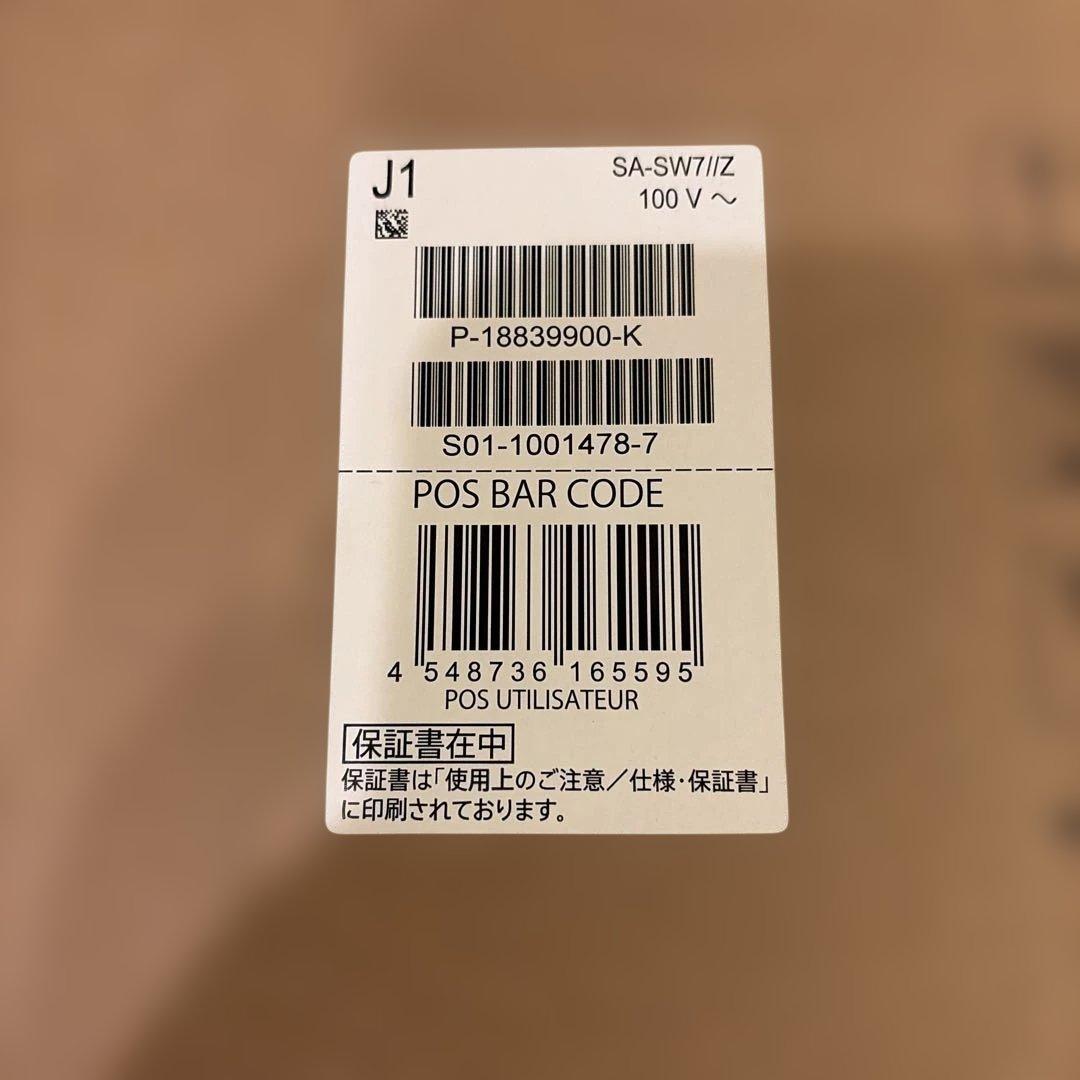 J1
SA-SW7//Z
100 V ～
P-18839900-K
S01-1001478-7
POS BAR CODE
4 548736 165595
POS UTILISATEUR
保証書在中
保証書は「使用上のご注意／仕様・保証書」
に印刷されております。